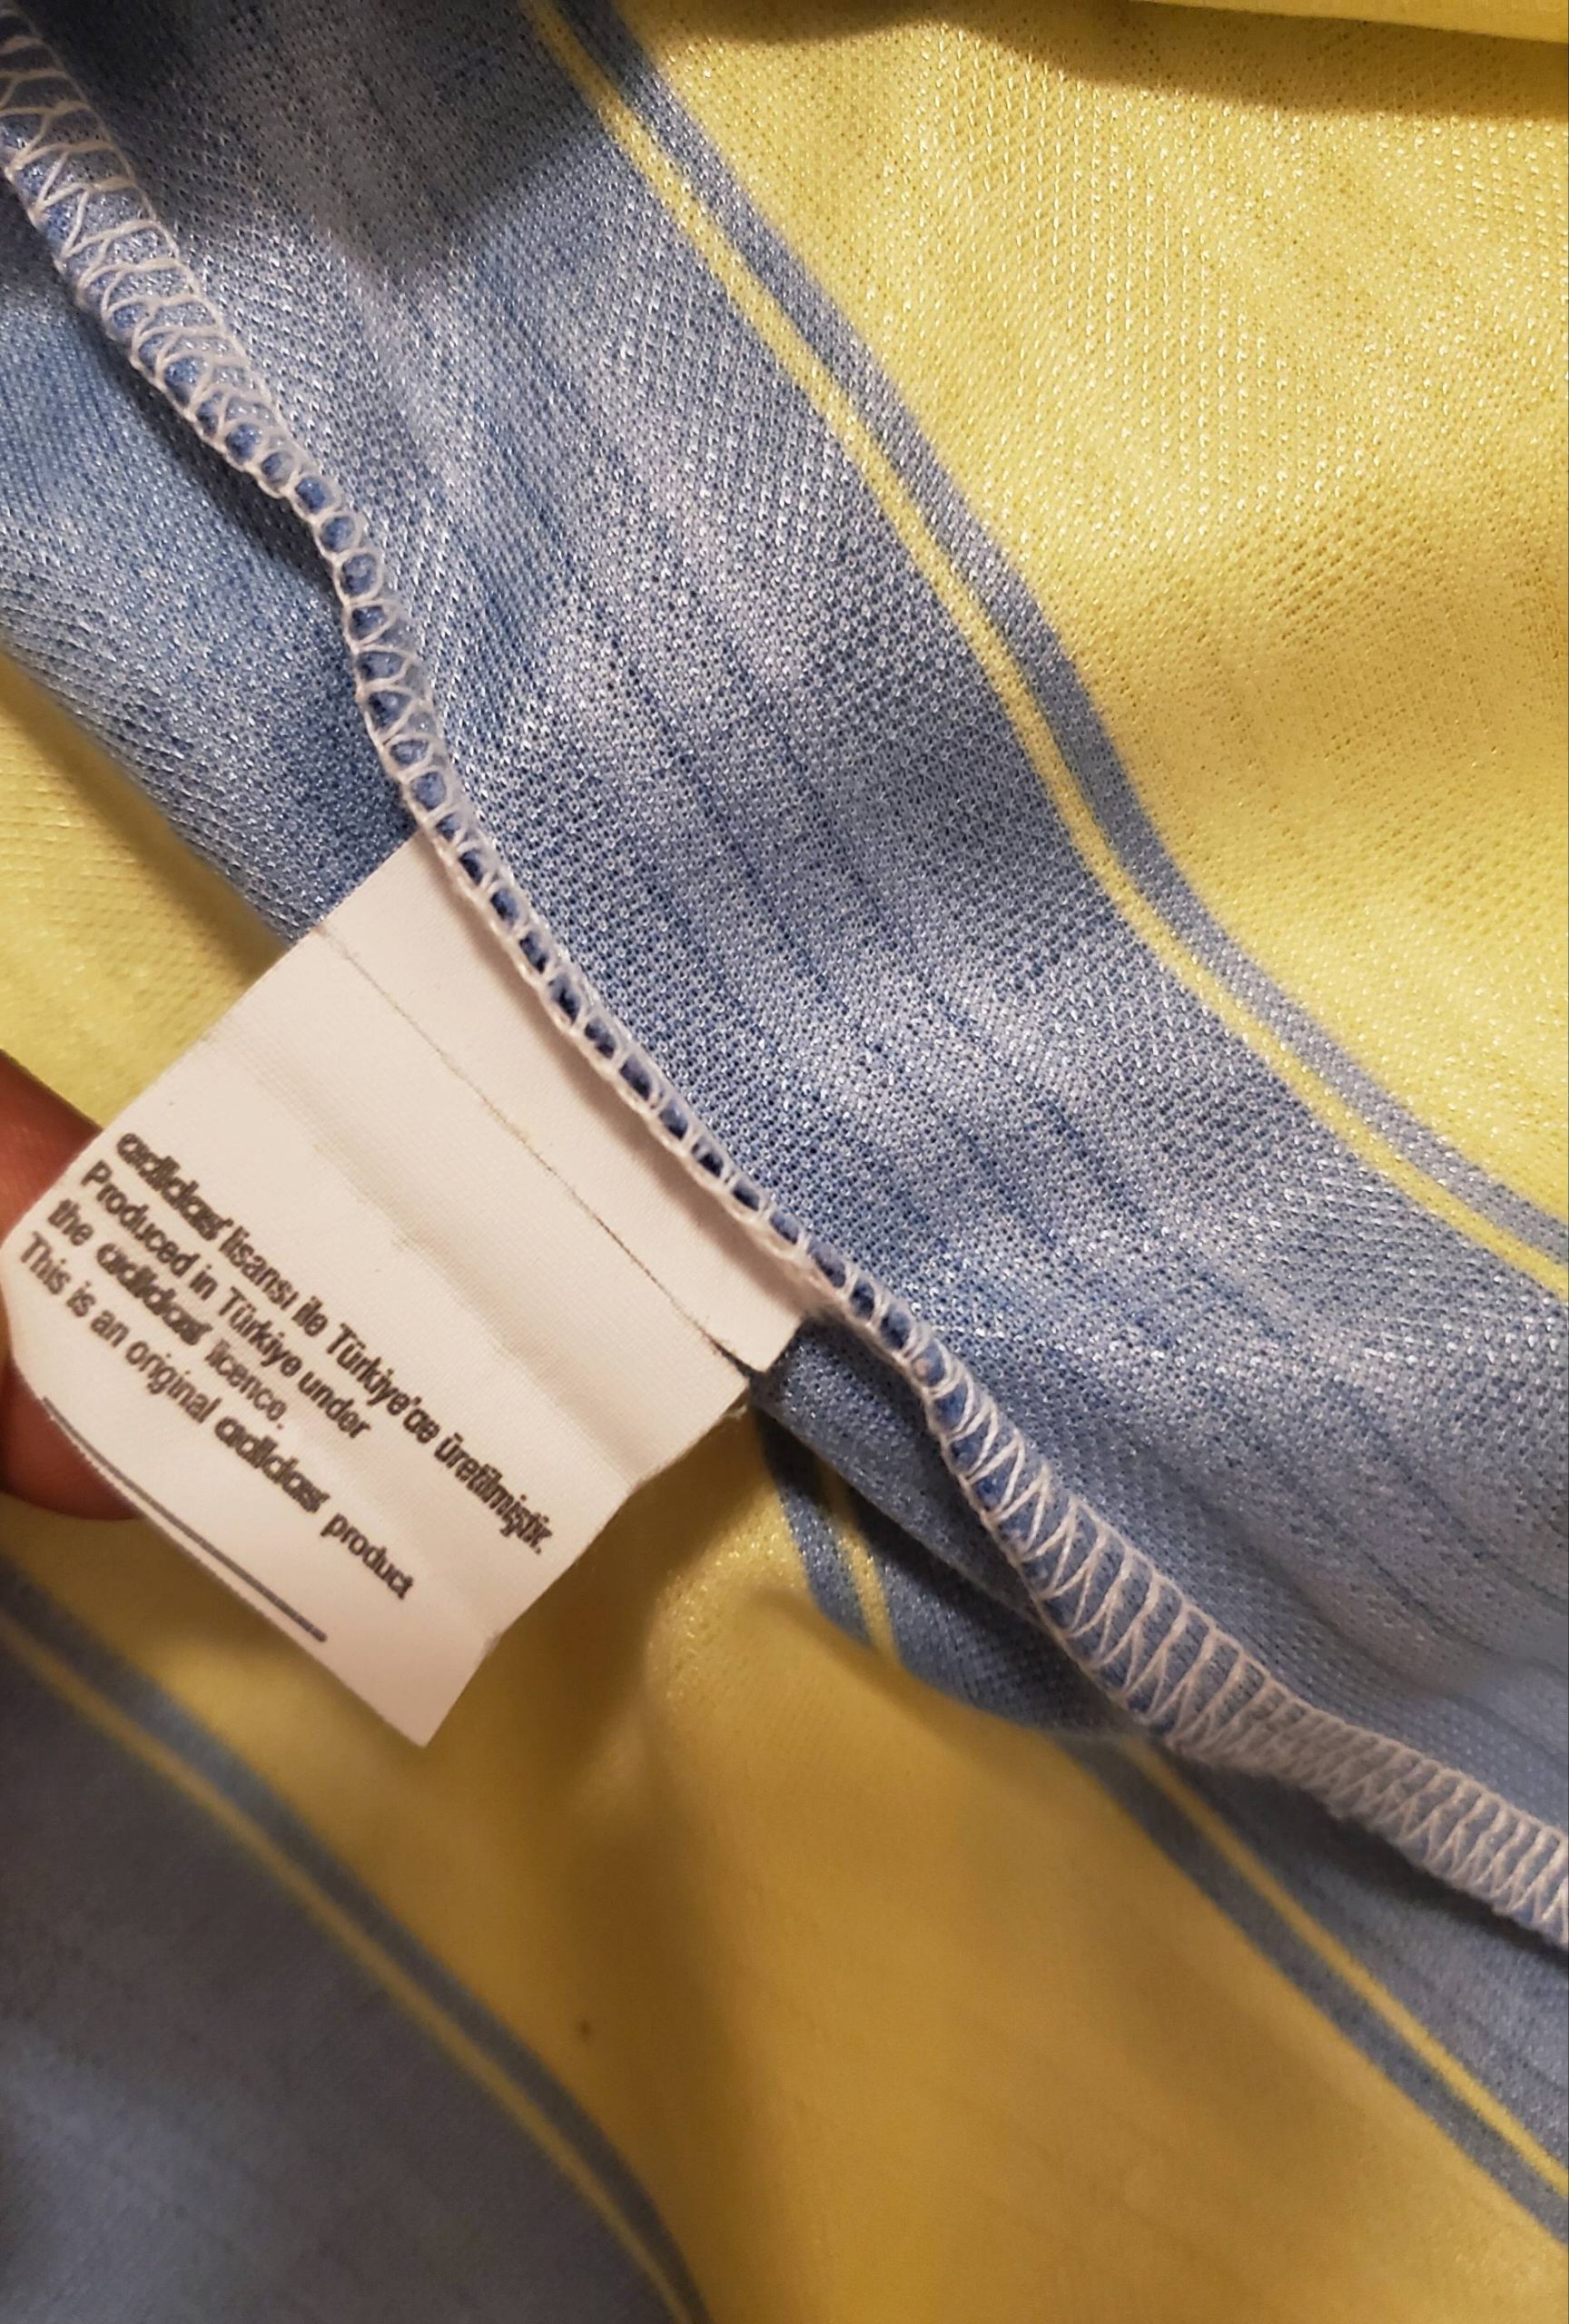 adidas lisansı ile Türkiye'de üretilmiştir.
Produced in Türkiye under
the adidas licence.
This is an original adidas product